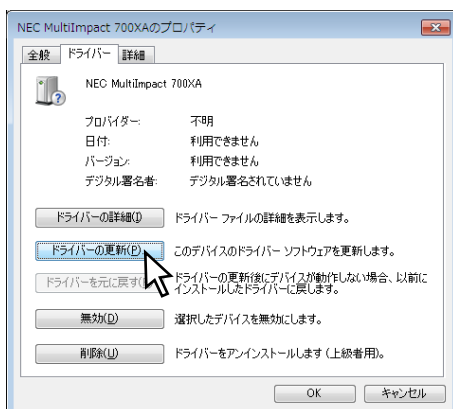 NEC MultiImpact 700XAのプロパティ
全般 ドライバー 詳細
NEC MultiImpact 700XA
プロバイダー: 不明
日付: 利用できません
バージョン: 利用できません
デジタル署名者: デジタル署名されていません
ドライバーの詳細(I) ドライバー ファイルの詳細を表示します。
ドライバーの更新(P)... このデバイスのドライバー ソフトウェアを更新します。
ドライバーを元に戻す( ドライバーの更新後にデバイスが動作しない場合、以前に
インストールしたドライバーに戻します。
無効(D) 選択したデバイスを無効にします。
削除(U) ドライバーをアンインストールします (上級者用)。
OK キャンセル